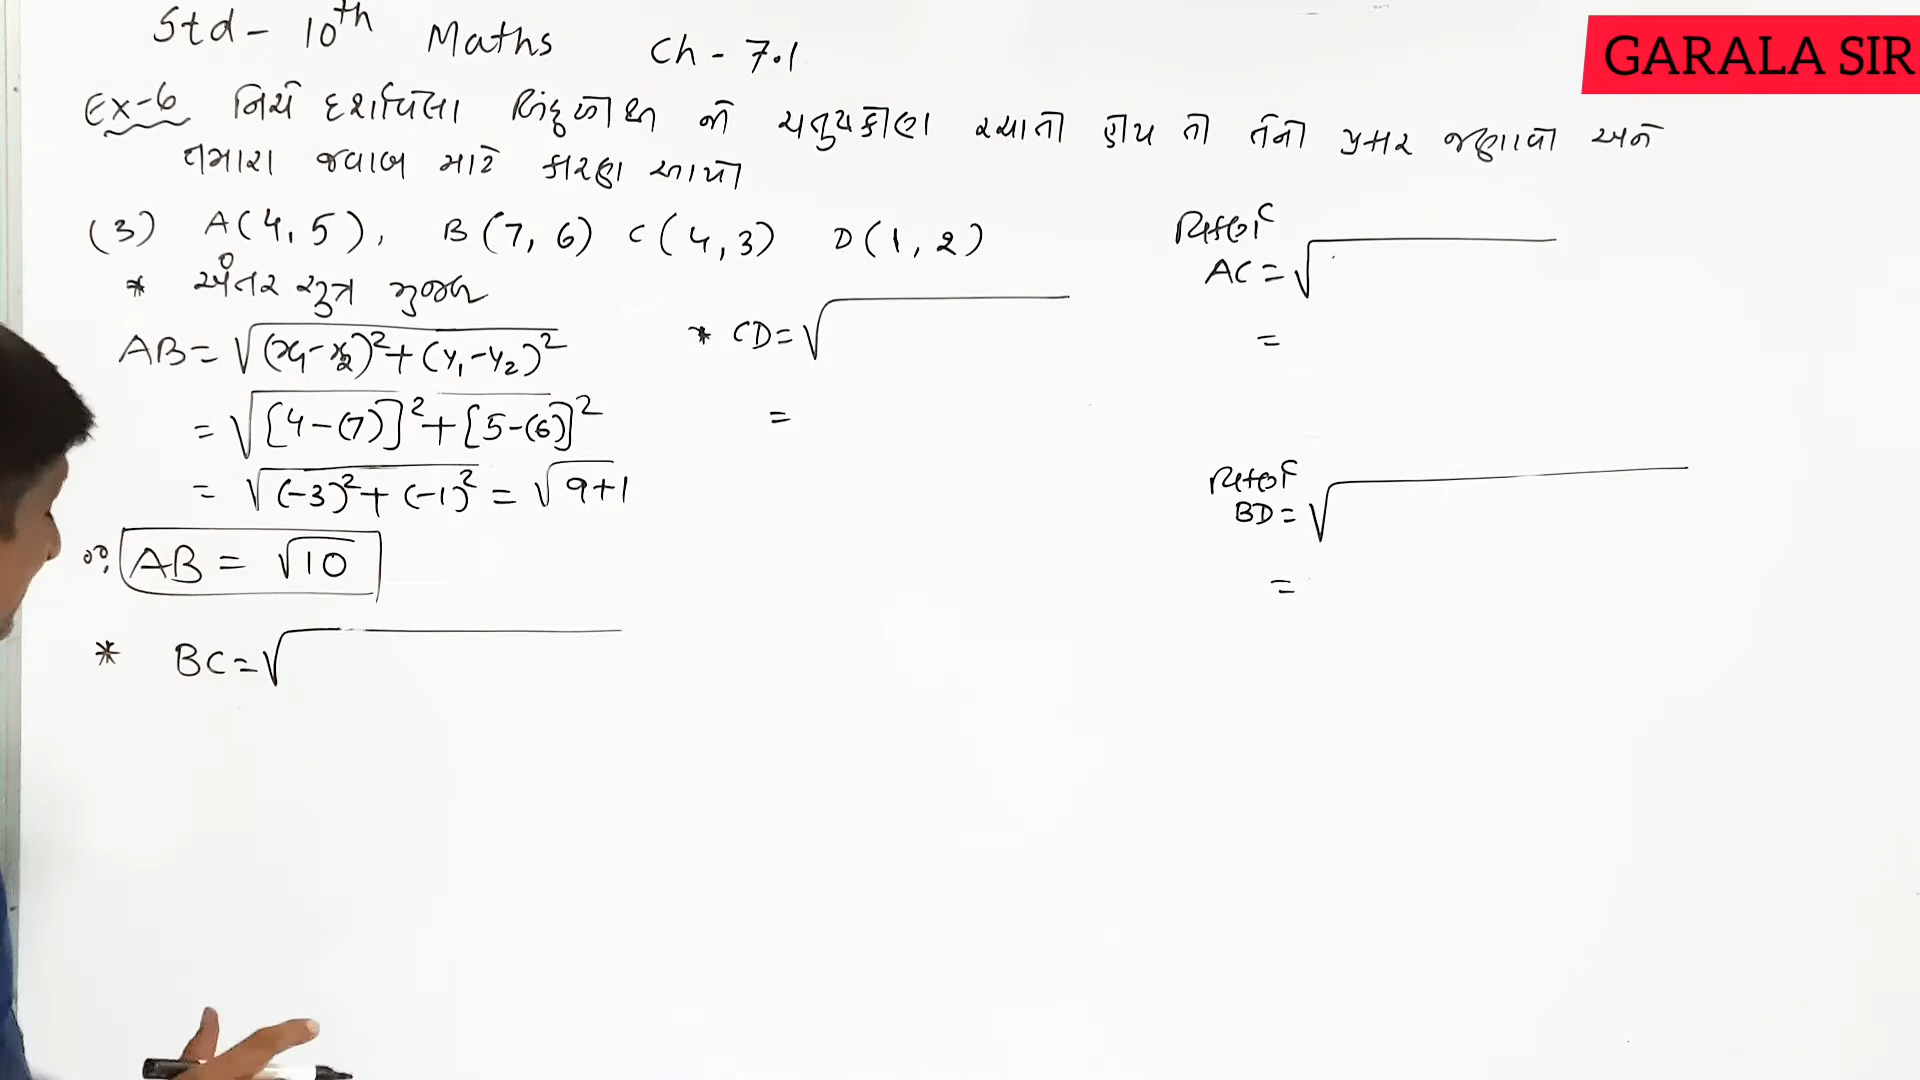 Std - 10th Maths Ch - 7.1
GARALA SIR
Ex-6 નિચે દર્શાવેલા બિંદુઓથી જો ચતુષ્કોણ રચાતો હોય તો તેનો પ્રકાર જણાવો અને
તમારા જવાબ માટે કારણ આપો
(3) A(4,5), B(7,6) C(4,3) D(1,2)
* અંતર સુત્ર મુજબ
AB = √(x₁-x₂)²+(y₁-y₂)²
= √[4-(7)]²+[5-(6)]²
= √(-3)²+(-1)² = √9+1
∴ AB = √10
* BC = √
* CD = √
=
વિકર્ણ
AC = √
=
વિકર્ણ
BD = √
=